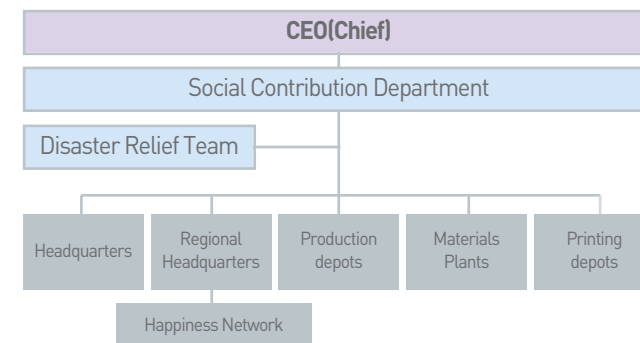 CEO(Chief)
Social Contribution Department
Disaster Relief Team
Headquarters
Regional
Headquarters
Production
depots
Materials
Plants
Printing
depots
Happiness Network